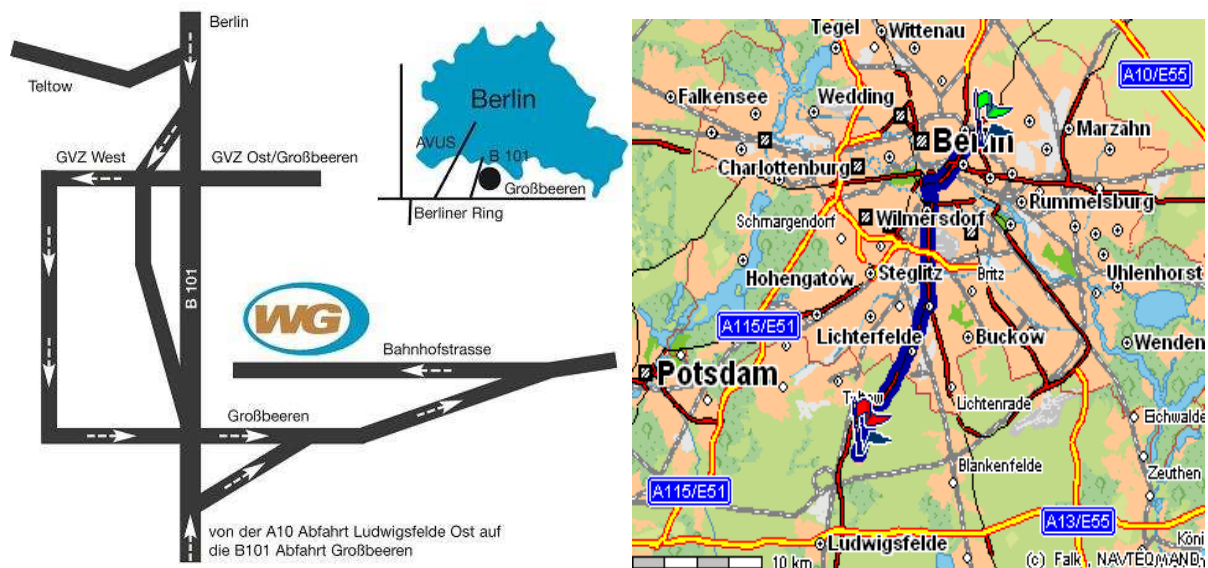 Berlin
Teltow
GVZ West
GVZ Ost/Großbeeren
B 101
WG
Bahnhofstrasse
Großbeeren
von der A10 Abfahrt Ludwigsfelde Ost auf
die B101 Abfahrt Großbeeren
Berlin
AVUS
B 101
Großbeeren
Berliner Ring
Tegel
Wittenau
A10/E55
Falkensee
Wedding
Marzahn
Berlin
Charlottenburg
Rummelsburg
Schmargendorf
Wilmersdorf
Hohengatow
Steglitz
Britz
Uhlenhorst
A115/E51
Lichterfelde
Buckow
Wenden
Potsdam
Teltow
Lichtenrade
Eichwalde
Blankenfelde
Zeuthen
A115/E51
A13/E55
Ludwigsfelde
Köni
10 km
(c) Falk, NAVTEQ/MAND